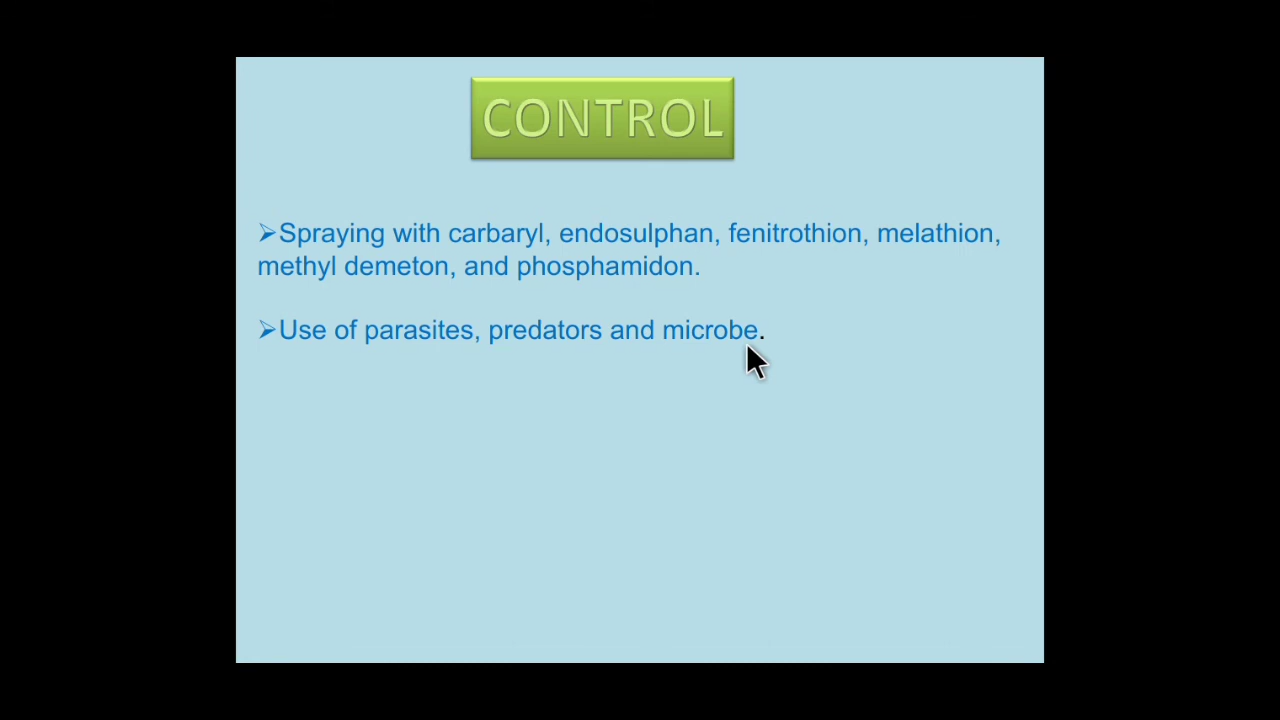 CONTROL
➢Spraying with carbaryl, endosulphan, fenitrothion, melathion,
methyl demeton, and phosphamidon.
➢Use of parasites, predators and microbe.